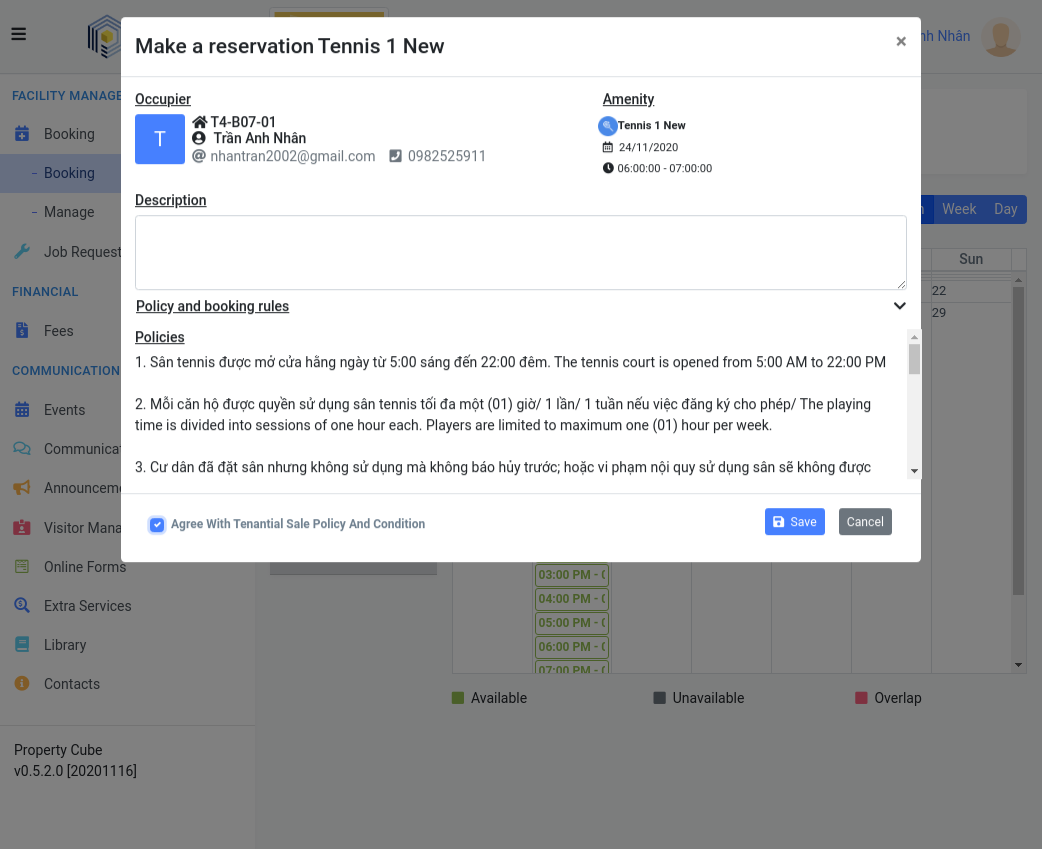 Make a reservation Tennis 1 New
×
nh Nhân
FACILITY MANAGE
Booking
Booking
Manage
Job Request
FINANCIAL
Fees
COMMUNICATION
Events
Communicat
Announceme
Visitor Mana
Online Forms
Extra Services
Library
Contacts
Property Cube
v0.5.2.0 [20201116]
Occupier
T
T4-B07-01
Trần Anh Nhân
nhantran2002@gmail.com 0982525911
Amenity
Tennis 1 New
24/11/2020
06:00:00 - 07:00:00
Description
Policy and booking rules
Policies
1. Sân tennis được mở cửa hằng ngày từ 5:00 sáng đến 22:00 đêm. The tennis court is opened from 5:00 AM to 22:00 PM
2. Mỗi căn hộ được quyền sử dụng sân tennis tối đa một (01) giờ/ 1 lần/ 1 tuần nếu việc đăng ký cho phép/ The playing
time is divided into sessions of one hour each. Players are limited to maximum one (01) hour per week.
3. Cư dân đã đặt sân nhưng không sử dụng mà không báo hủy trước; hoặc vi phạm nội quy sử dụng sân sẽ không được
Agree With Tenantial Sale Policy And Condition
Save
Cancel
Week Day
Sun
22
29
03:00 PM - (
04:00 PM - (
05:00 PM - (
06:00 PM - (
07:00 PM - (
Available
Unavailable
Overlap